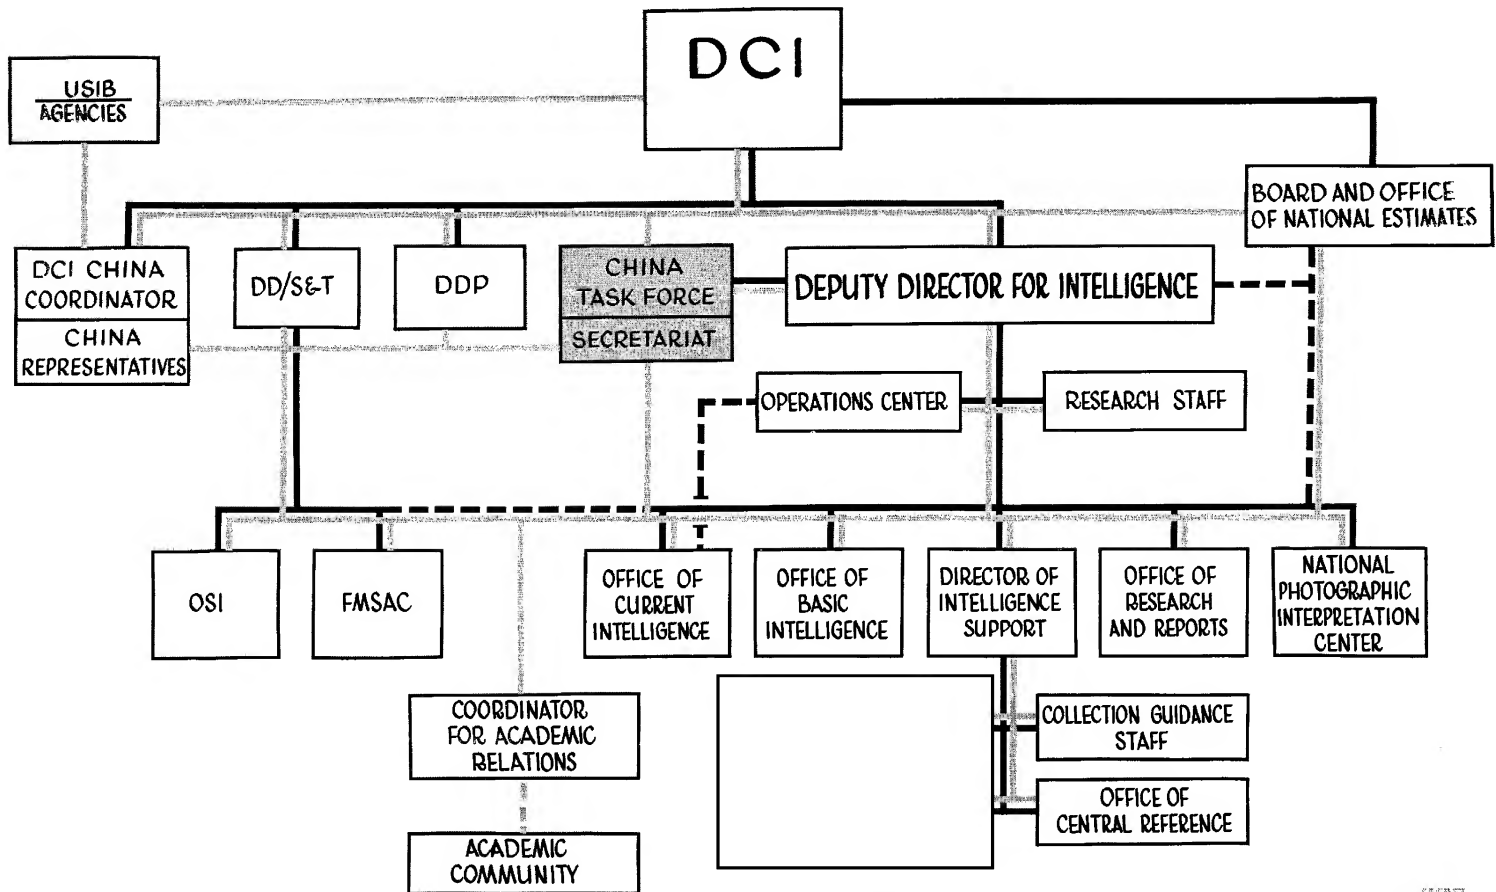 DCI
USIB
AGENCIES
BOARD AND OFFICE
OF NATIONAL ESTIMATES
DCI CHINA
COORDINATOR
CHINA
REPRESENTATIVES
DD/S&T
DDP
CHINA
TASK FORCE
SECRETARIAT
DEPUTY DIRECTOR FOR INTELLIGENCE
OPERATIONS CENTER
RESEARCH STAFF
OSI
FMSAC
OFFICE OF
CURRENT
INTELLIGENCE
OFFICE OF
BASIC
INTELLIGENCE
DIRECTOR OF
INTELLIGENCE
SUPPORT
OFFICE OF
RESEARCH
AND REPORTS
NATIONAL
PHOTOGRAPHIC
INTERPRETATION
CENTER
COORDINATOR
FOR ACADEMIC
RELATIONS
COLLECTION GUIDANCE
STAFF
OFFICE OF
CENTRAL REFERENCE
ACADEMIC
COMMUNITY